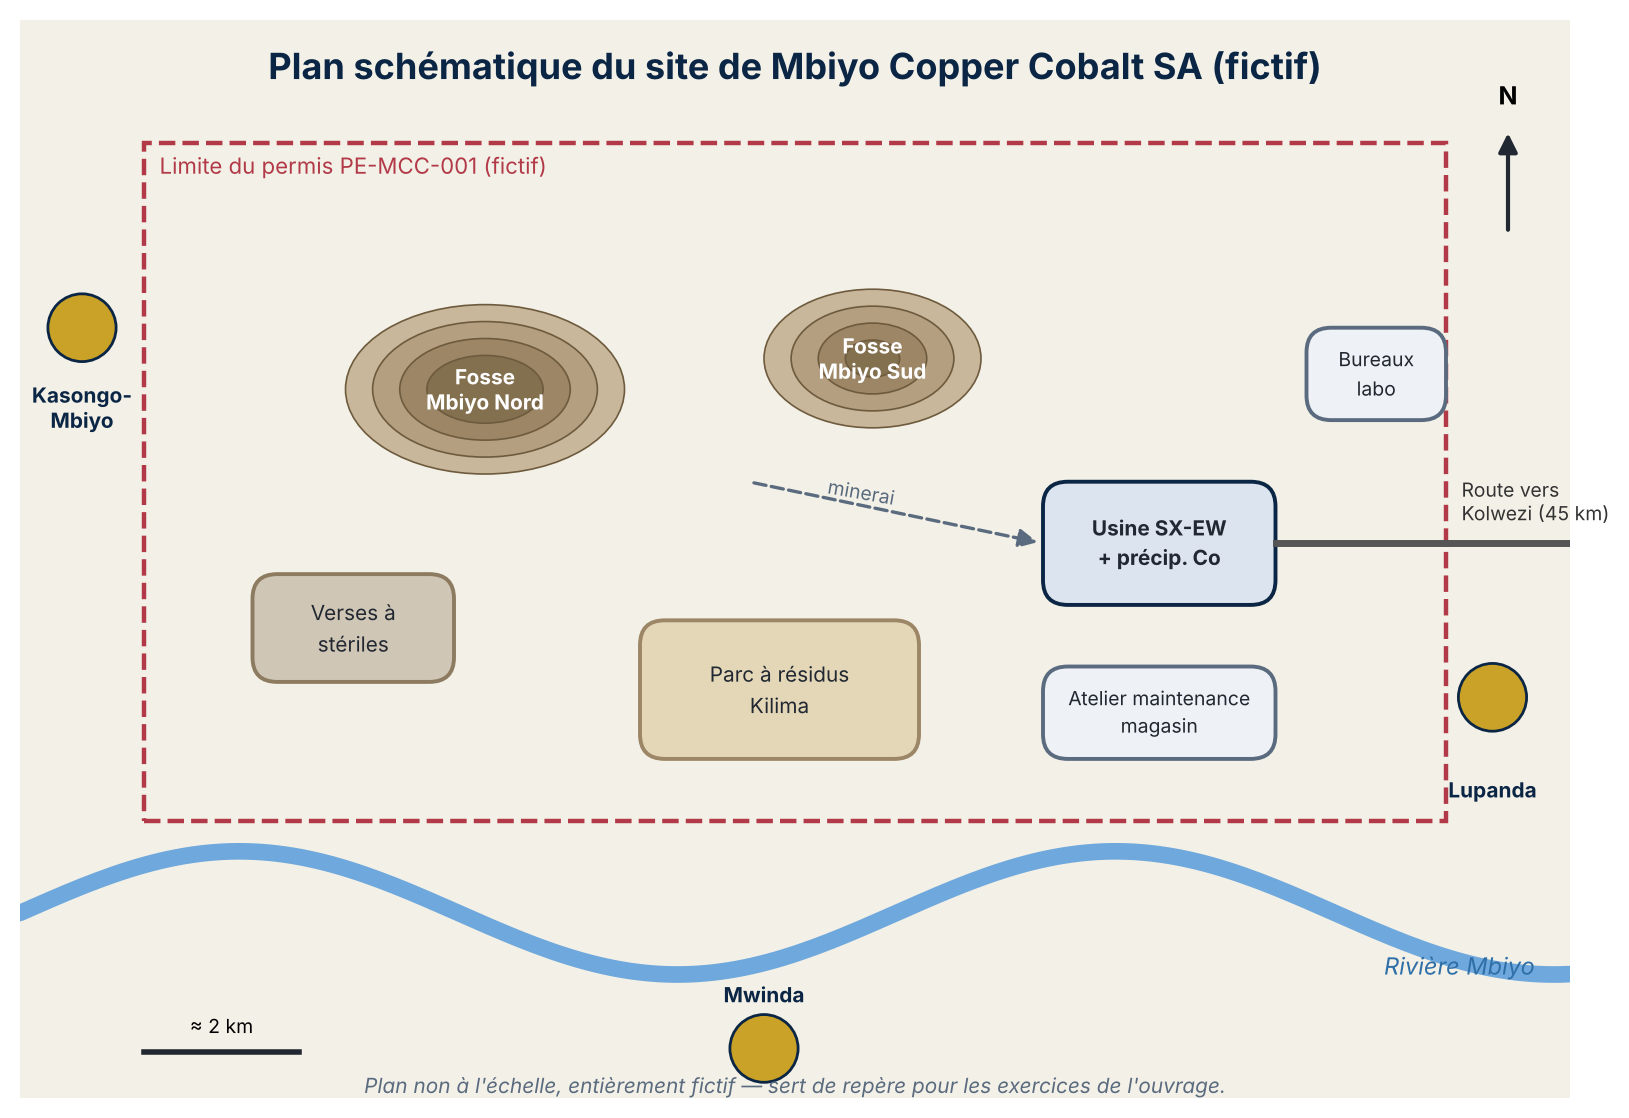 Plan schématique du site de Mbiyo Copper Cobalt SA (fictif)
N
Limite du permis PE-MCC-001 (fictif)
Kasongo-
Mbiyo
Fosse
Mbiyo Nord
Fosse
Mbiyo Sud
Bureaux
labo
minerai
Usine SX-EW
+ précip. Co
Route vers
Kolwezi (45 km)
Verses à
stériles
Parc à résidus
Kilima
Atelier maintenance
magasin
Lupanda
Rivière Mbiyo
Mwinda
≈ 2 km
Plan non à l'échelle, entièrement fictif — sert de repère pour les exercices de l'ouvrage.